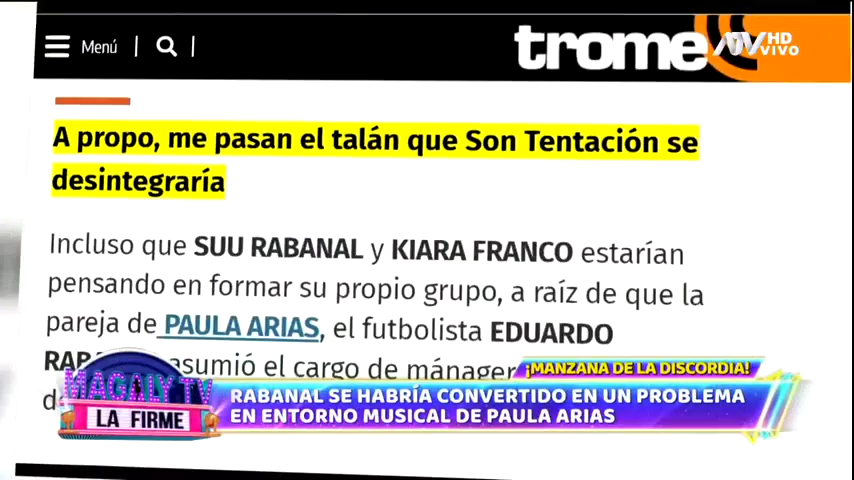 Menú
trome
ATV HD
VIVO
A propo, me pasan el talán que Son Tentación se
desintegraría
Incluso que SUU RABANAL y KIARA FRANCO estarían
pensando en formar su propio grupo, a raíz de que la
pareja de PAULA ARIAS, el futbolista EDUARDO
asumió el cargo de mánager
¡MANZANA DE LA DISCORDIA!
MAGALY TV
LA FIRME
RABANAL SE HABRÍA CONVERTIDO EN UN PROBLEMA
EN ENTORNO MUSICAL DE PAULA ARIAS